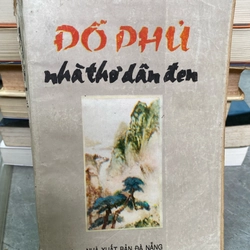 ĐỖ PHỦ
nhà thơ dân đen
NHÀ XUẤT BẢN ĐÀ NẴNG